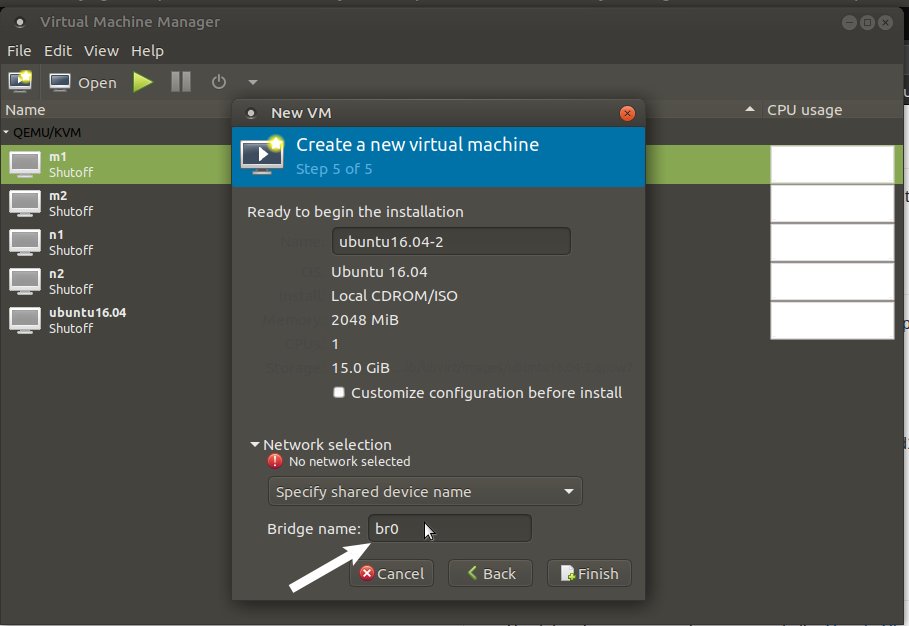 Virtual Machine Manager
File Edit View Help
Open
Name CPU usage
QEMU/KVM
m1
Shutoff
m2
Shutoff
n1
Shutoff
n2
Shutoff
ubuntu16.04
Shutoff
New VM
Create a new virtual machine
Step 5 of 5
Ready to begin the installation
Name: ubuntu16.04-2
OS: Ubuntu 16.04
Install: Local CDROM/ISO
Memory: 2048 MiB
CPUs: 1
Storage: 15.0 GiB
Customize configuration before install
Network selection
No network selected
Specify shared device name
Bridge name: br0
Cancel Back Finish